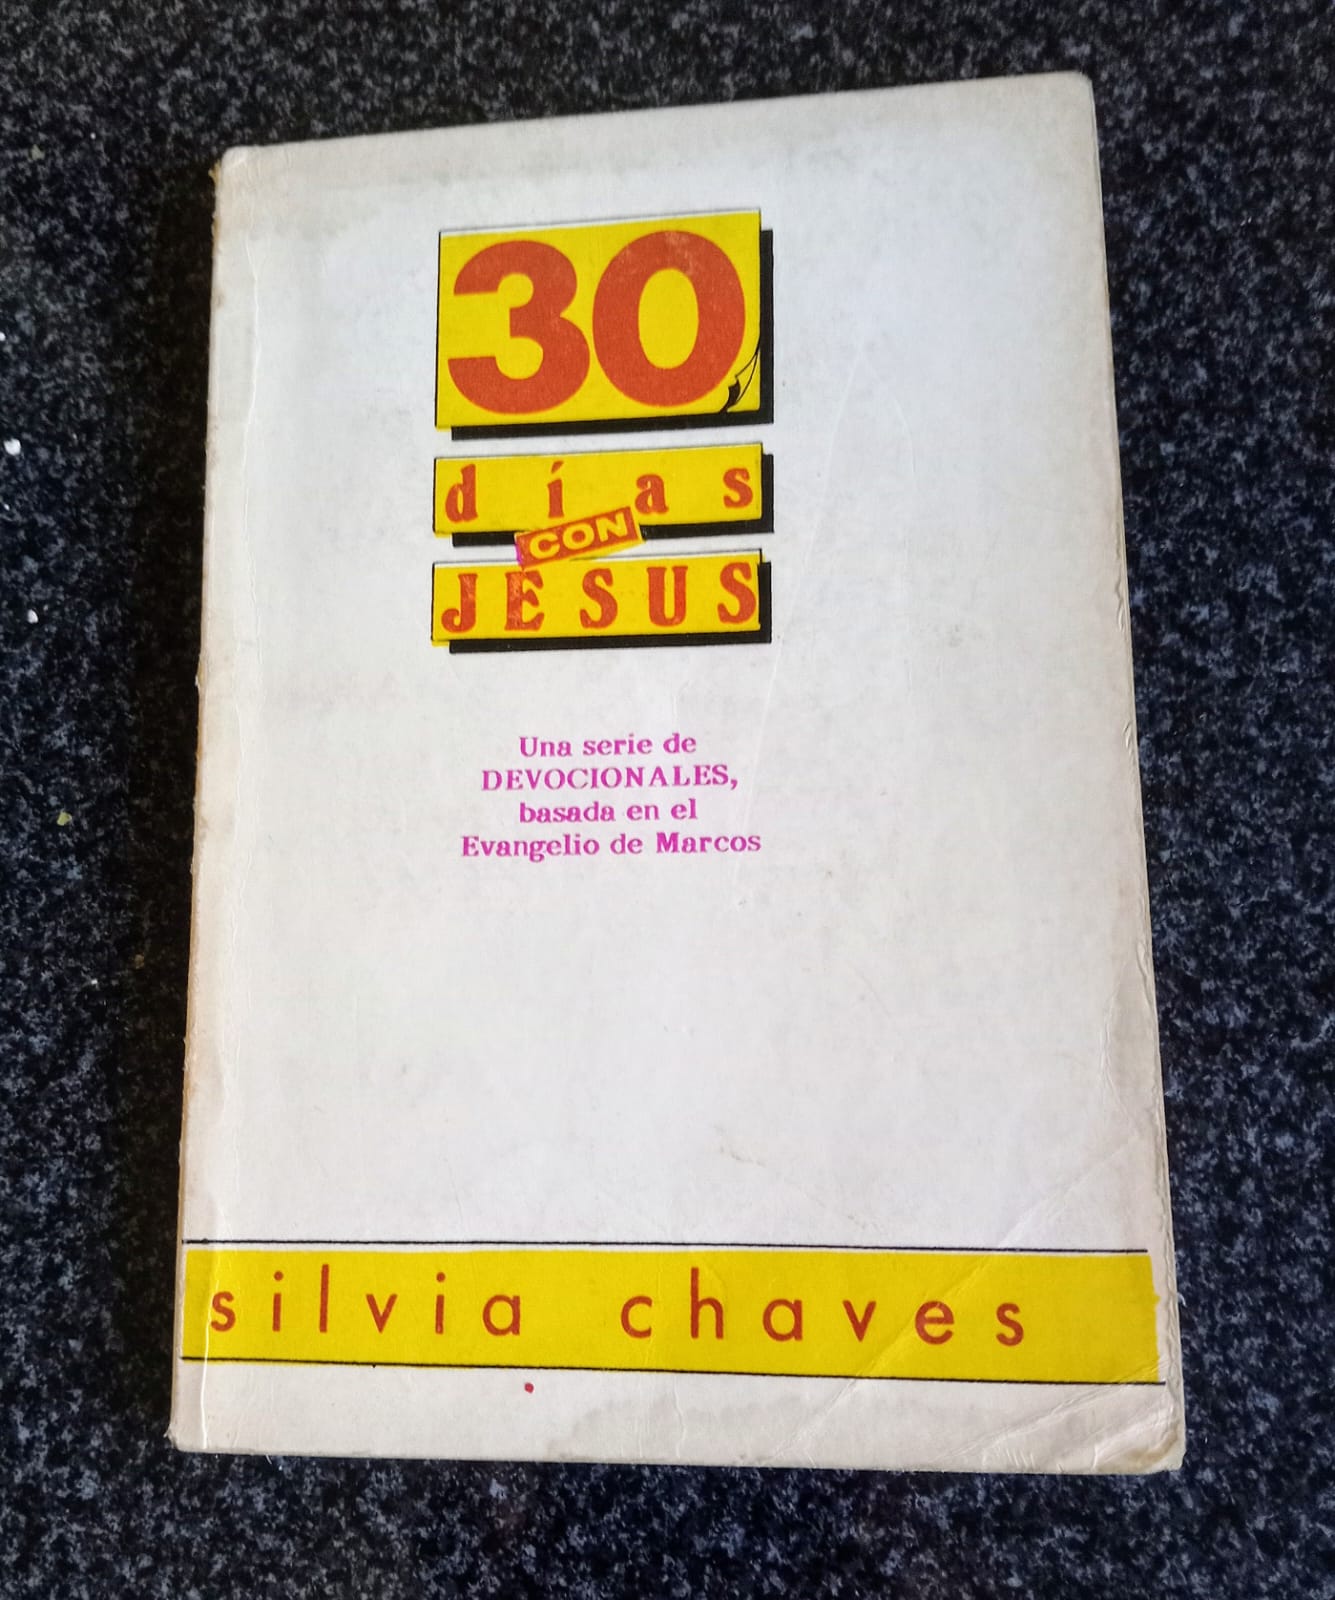 30
días
CON
JESUS
Una serie de
DEVOCIONALES,
basada en el
Evangelio de Marcos
silvia chaves